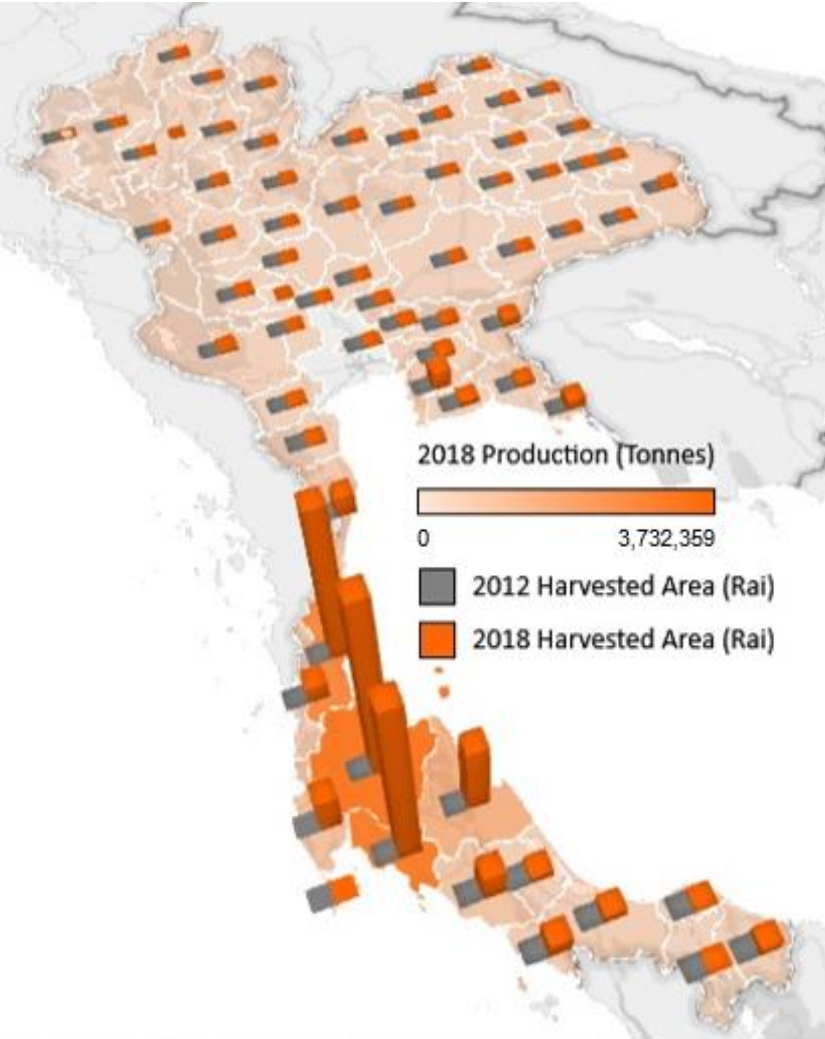 2018 Production (Tonnes)
0 3,732,359
2012 Harvested Area (Rai)
2018 Harvested Area (Rai)